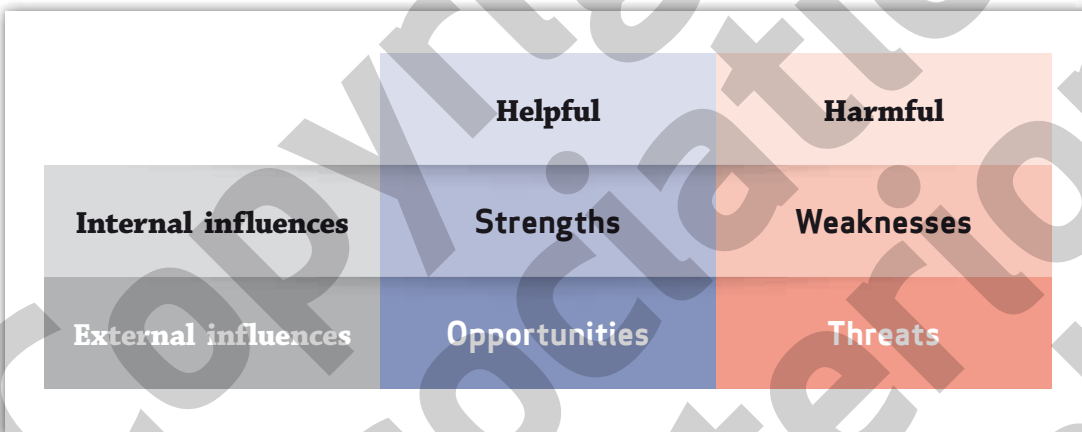 Helpful Harmful
Internal influences Strengths Weaknesses
External influences Opportunities Threats